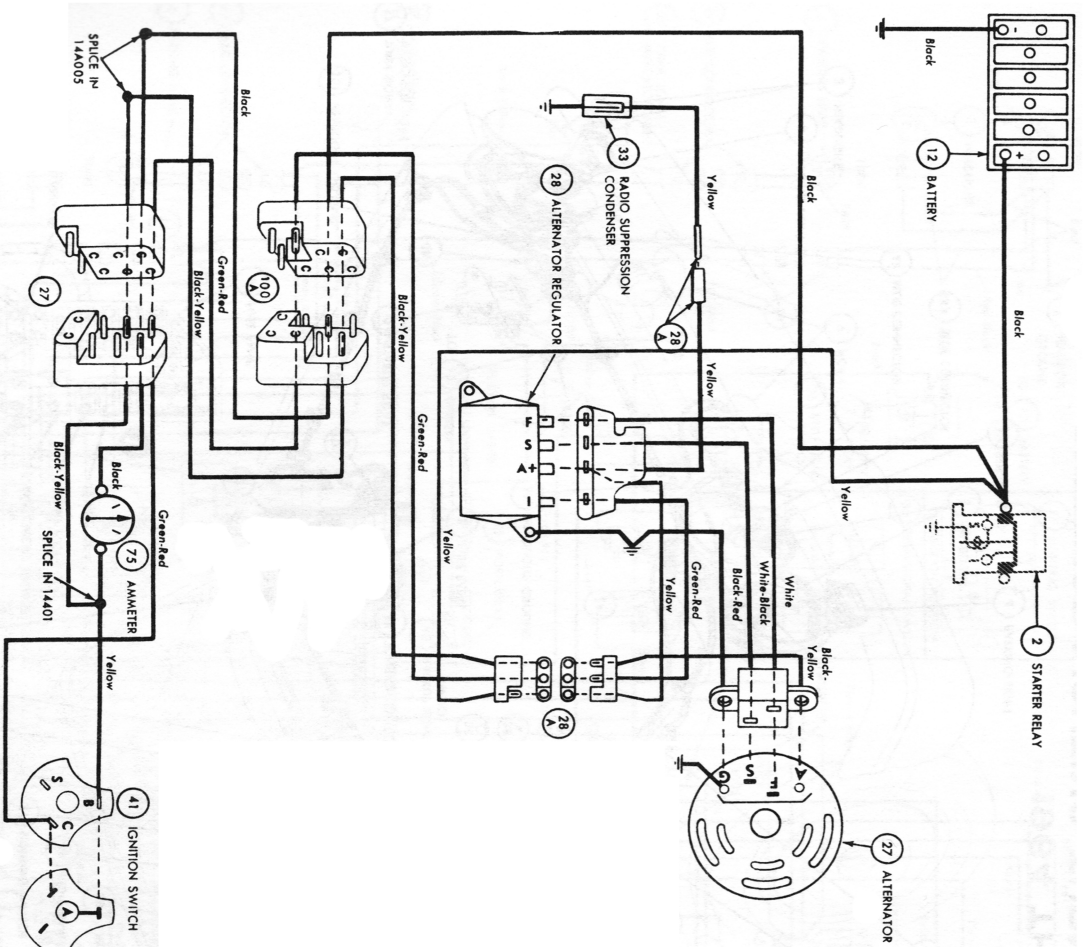 SPLICE IN
14A005
Black
Black
12 BATTERY
Black
Black
Yellow
33 RADIO SUPPRESSION
CONDENSER
28 ALTERNATOR REGULATOR
28
A
Yellow
27
Green-Red
Black-Yellow
100
A
Black-Yellow
Green-Red
F
S
A+
-
Yellow
2 STARTER RELAY
S
I
Black-Yellow
Black
Green-Red
75 AMMETER
SPLICE IN 14401
Yellow
Yellow
Green-Red
Black-Red
White-Black
White
Black-
Yellow
28
A
Yellow
G
S
F
A
27 ALTERNATOR
41 IGNITION SWITCH
S
B
C
A
C
C
C
C
C
C
C
C
C
C
C
C
C